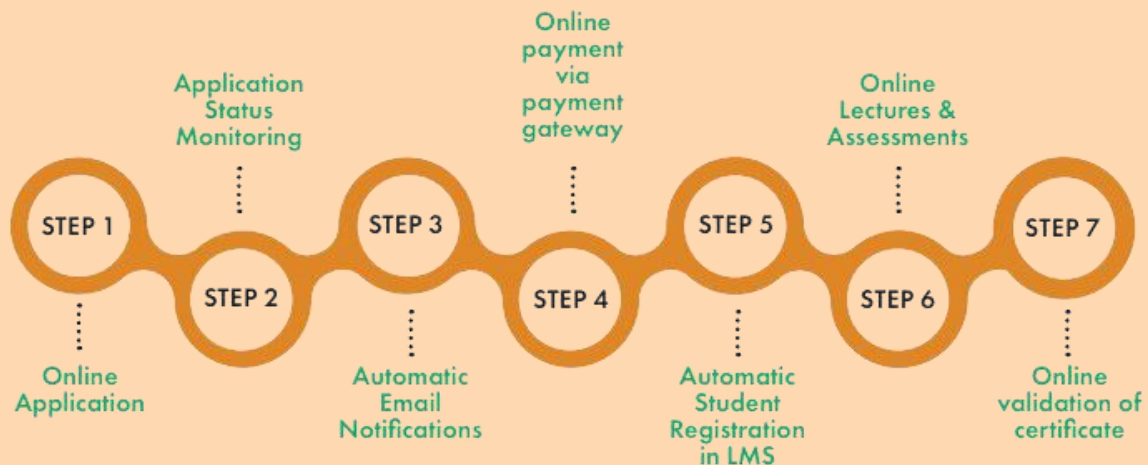 STEP 1
Online
Application
Application
Status
Monitoring
STEP 2
STEP 3
Automatic
Email
Notifications
Online
payment
via
payment
gateway
STEP 4
STEP 5
Automatic
Student
Registration
in LMS
Online
Lectures &
Assessments
STEP 6
STEP 7
Online
validation of
certificate